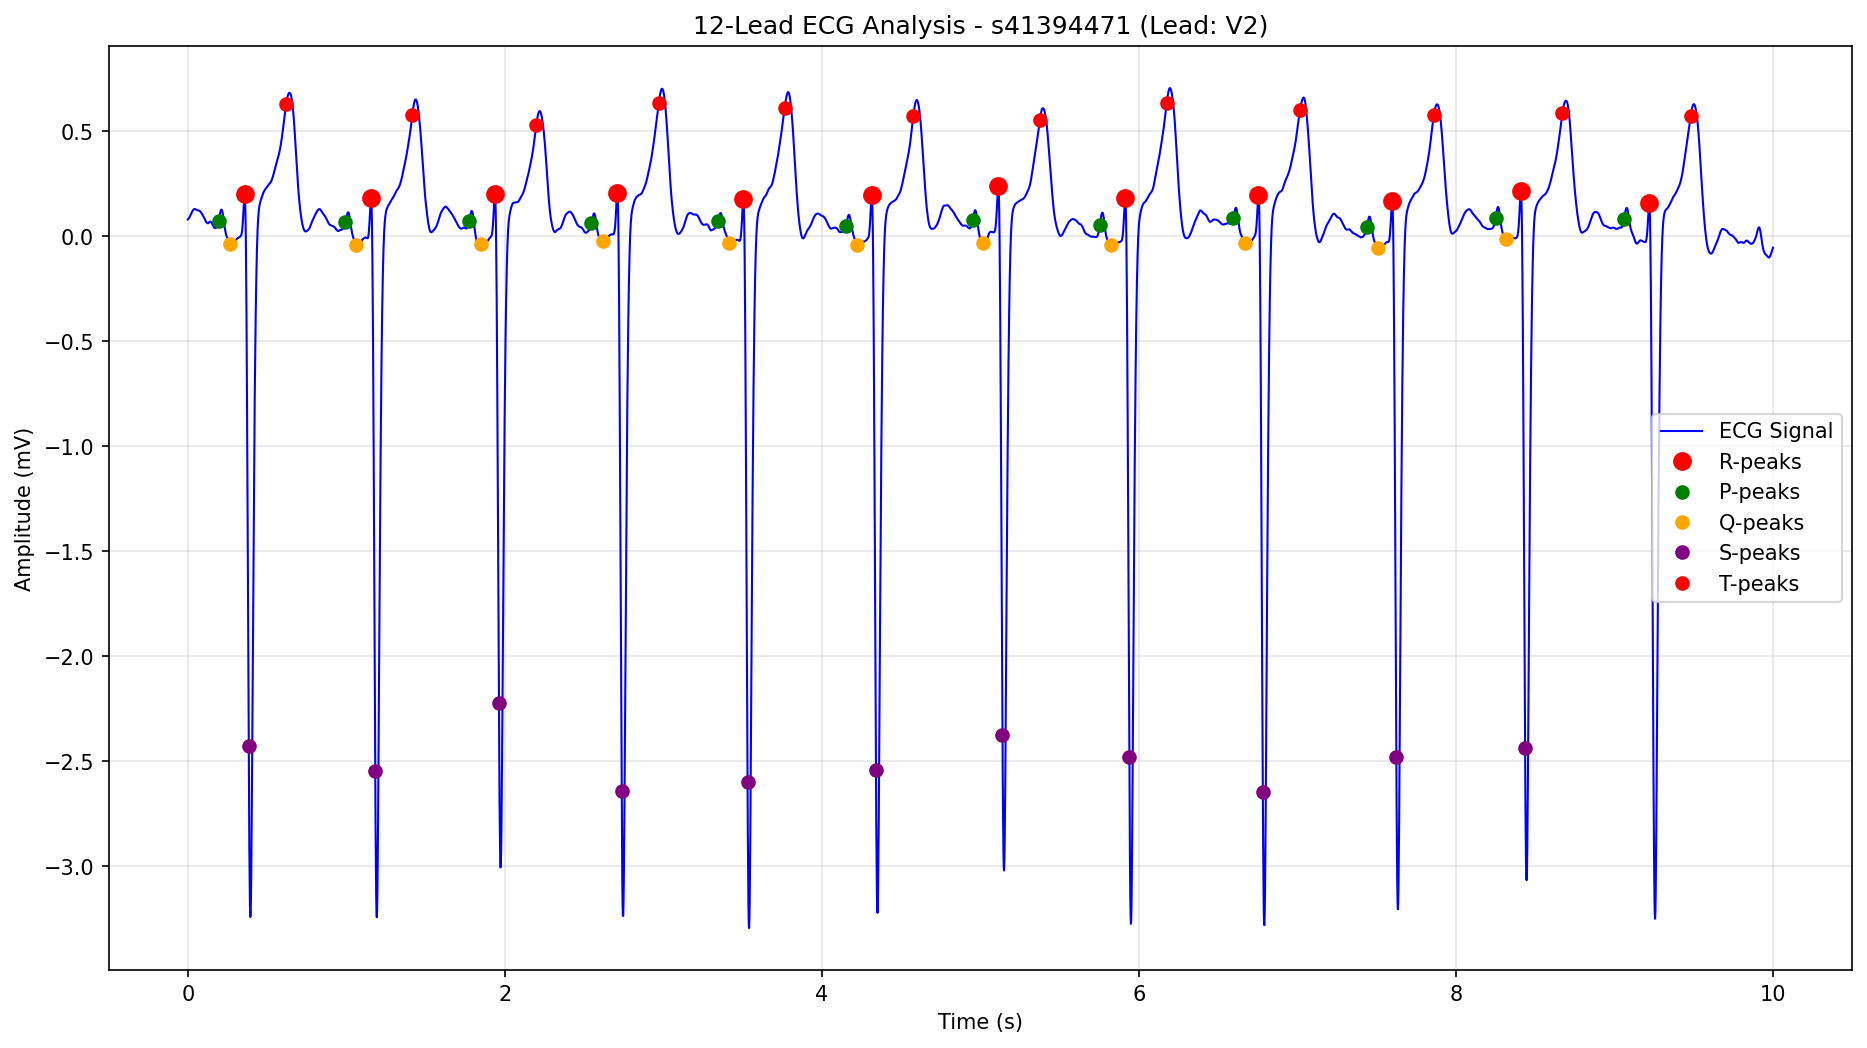 12-Lead ECG Analysis - s41394471 (Lead: V2)
Amplitude (mV)
0.5
0.0
−0.5
−1.0
−1.5
−2.0
−2.5
−3.0
ECG Signal
R-peaks
P-peaks
Q-peaks
S-peaks
T-peaks
0 2 4 6 8 10
Time (s)